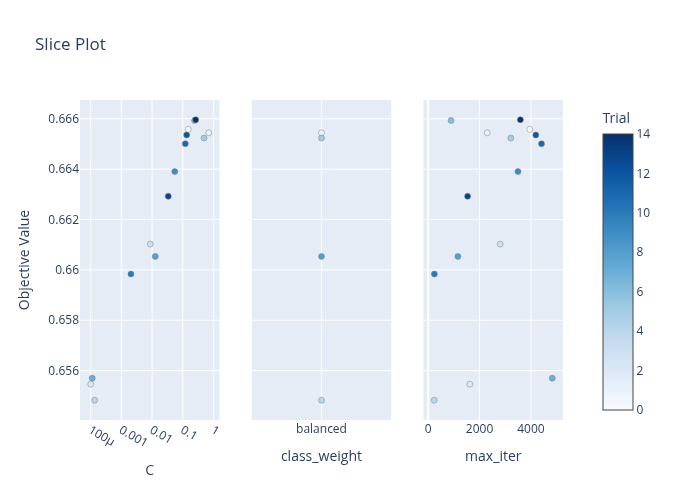 Slice Plot
Trial
0.666
0.664
0.662
0.66
0.658
0.656
Objective Value
100μ
0.001
0.01
0.1
1
C
balanced
class_weight
0
2000
4000
max_iter
14
12
10
8
6
4
2
0